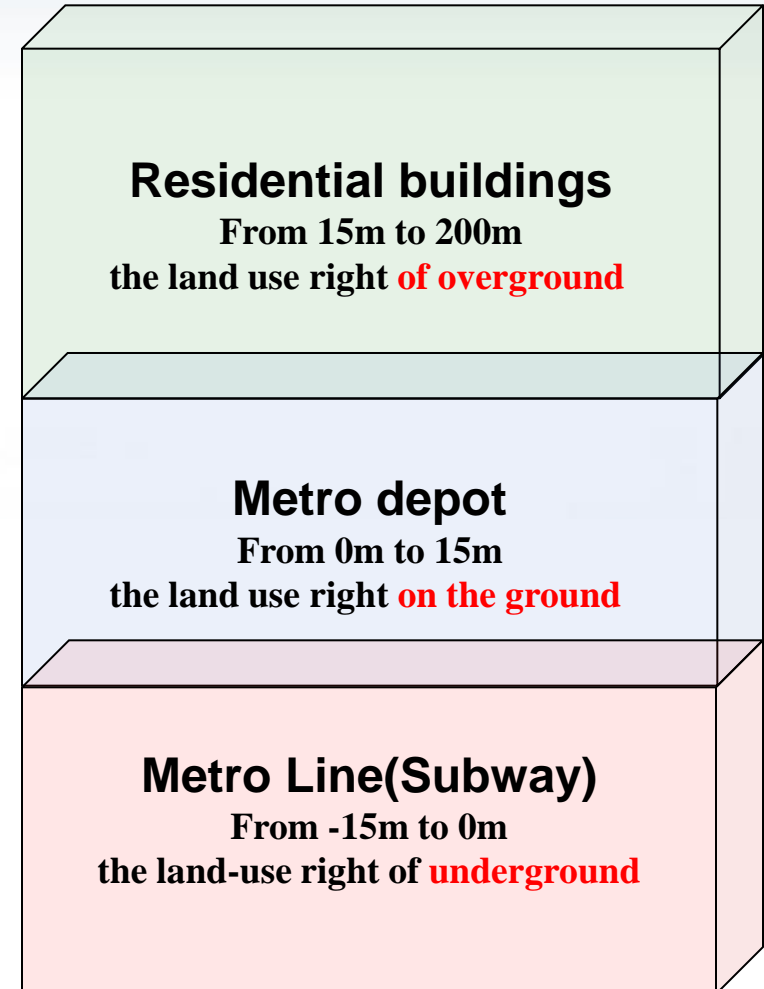 Residential buildings
From 15m to 200m
the land use right of overground
Metro depot
From 0m to 15m
the land use right on the ground
Metro Line(Subway)
From -15m to 0m
the land-use right of underground